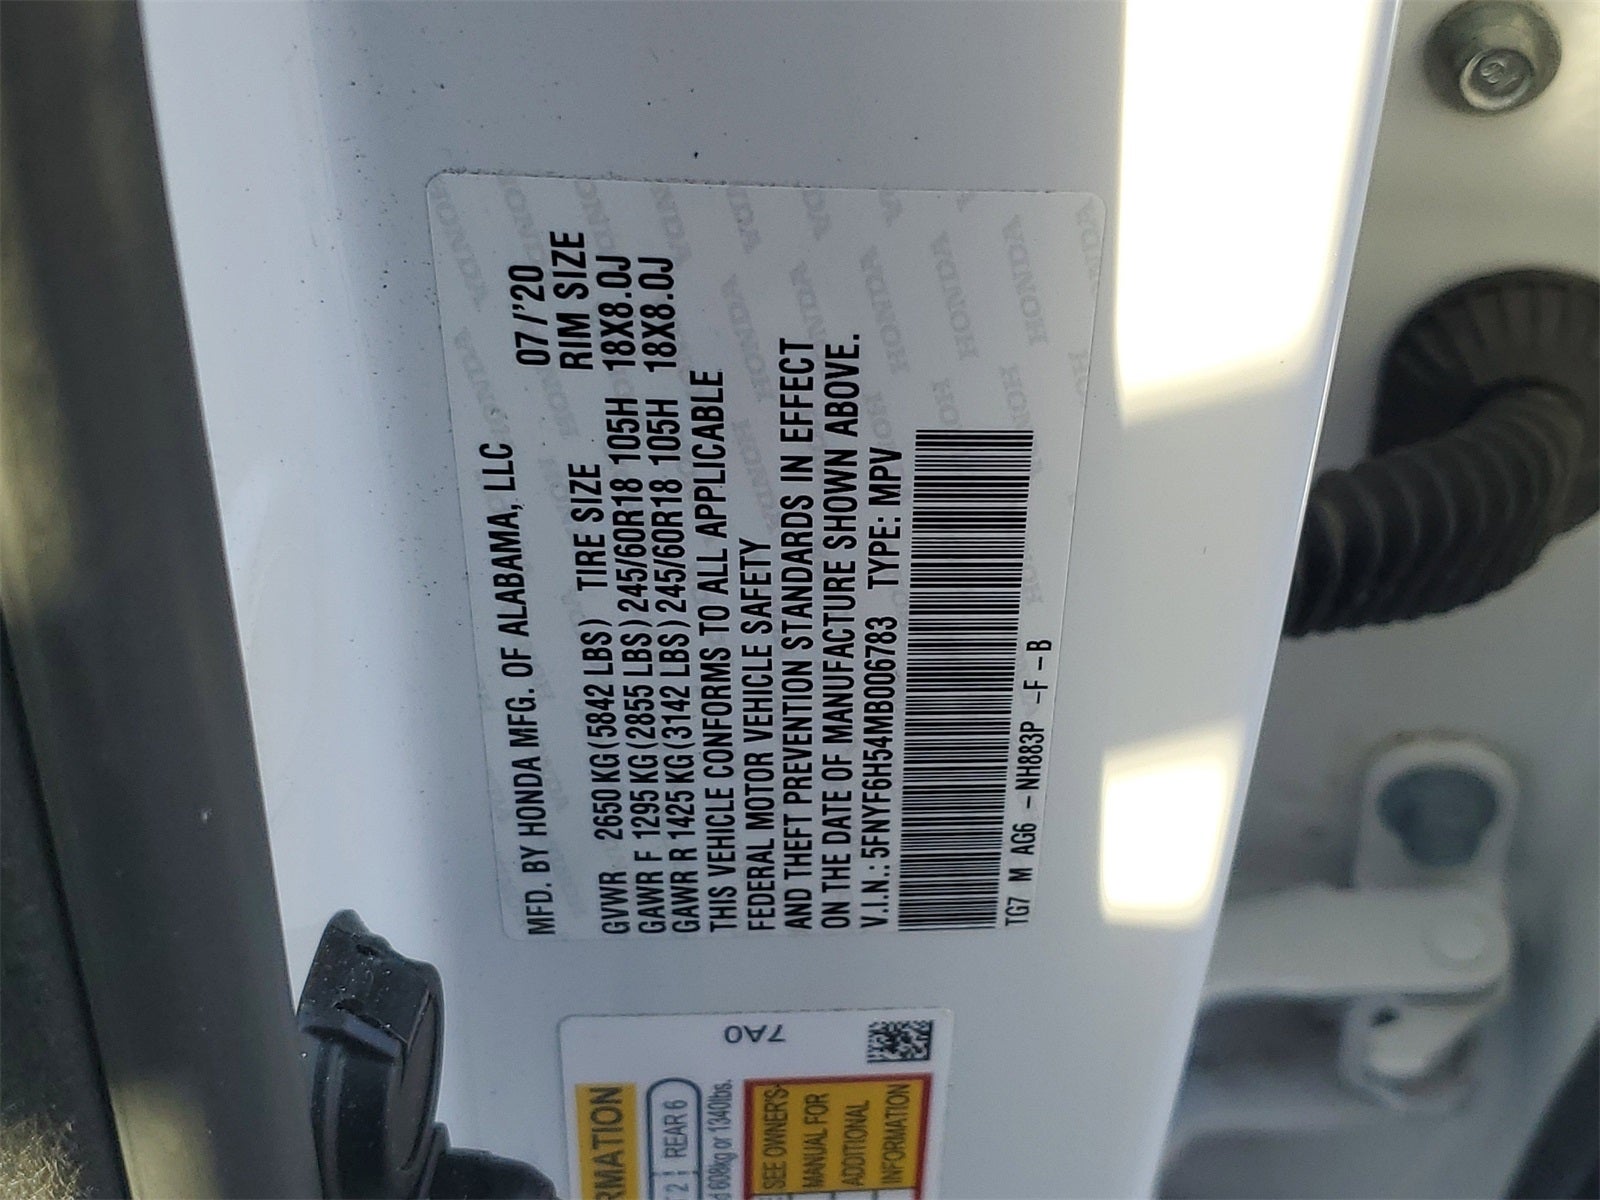 MFD. BY HONDA MFG. OF ALABAMA, LLC 07/'20
GVWR 2650 KG (5842 LBS) TIRE SIZE RIM SIZE
GAWR F 1295 KG (2855 LBS) 245/60R18 105H 18X8.0J
GAWR R 1425 KG (3142 LBS) 245/60R18 105H 18X8.0J
THIS VEHICLE CONFORMS TO ALL APPLICABLE
FEDERAL MOTOR VEHICLE SAFETY
AND THEFT PREVENTION STANDARDS IN EFFECT
ON THE DATE OF MANUFACTURE SHOWN ABOVE.
V.I.N.: 5FNYF6H54MB006783 TYPE: MPV
TG7 M AG6 - NH883P - F - B
7A0
2 REAR 6
608kg or 1340lbs.
SEE OWNER'S
MANUAL FOR
ADDITIONAL
INFORMATION